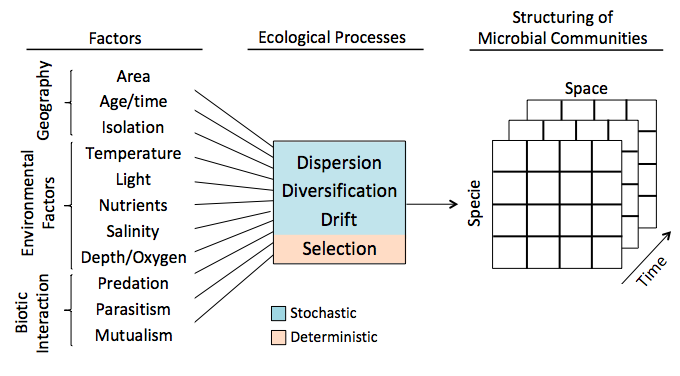 Factors
Ecological Processes
Structuring of
Microbial Communities
Geography
Area
Age/time
Isolation
Environmental
Factors
Temperature
Light
Nutrients
Salinity
Depth/Oxygen
Biotic
Interaction
Predation
Parasitism
Mutualism
Dispersion
Diversification
Drift
Selection
Stochastic
Deterministic
Space
Specie
Time